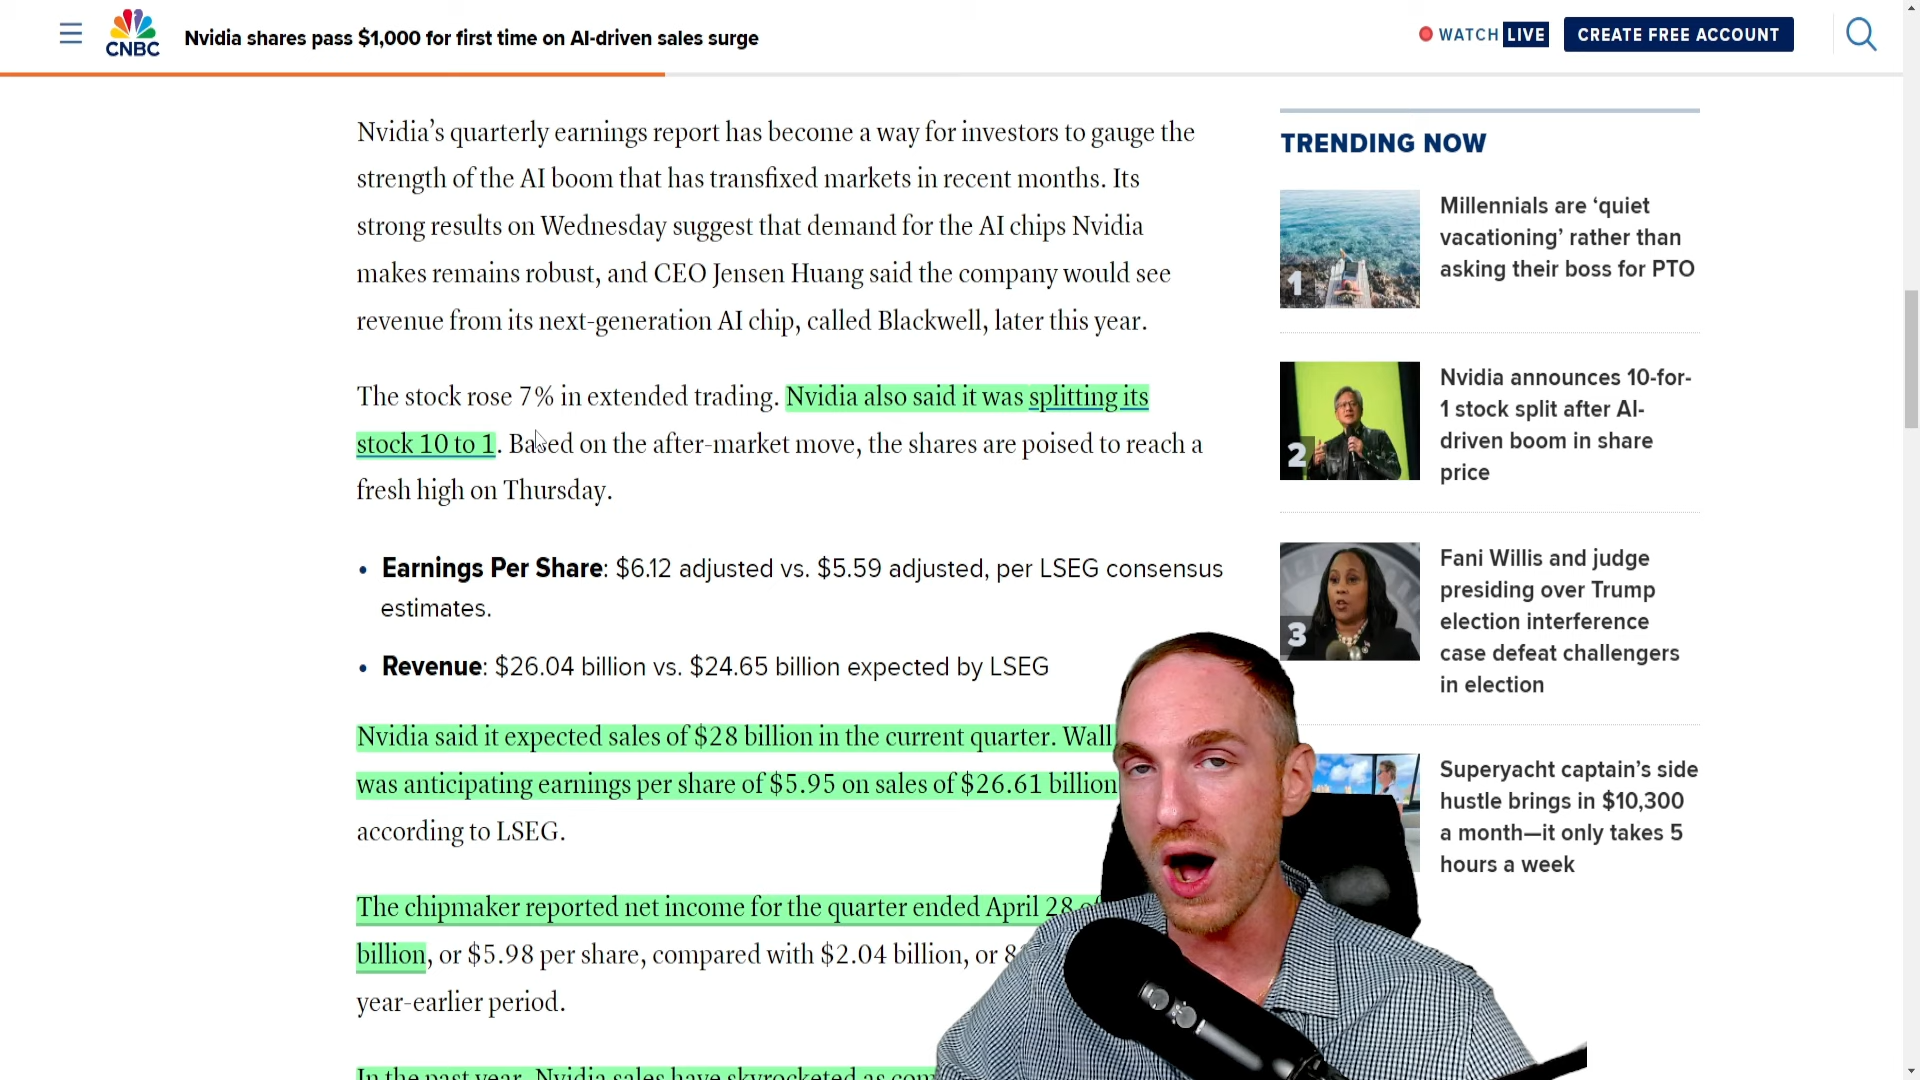 CNBC
Nvidia shares pass $1,000 for first time on AI-driven sales surge
WATCH LIVE
CREATE FREE ACCOUNT
Nvidia’s quarterly earnings report has become a way for investors to gauge the
strength of the AI boom that has transfixed markets in recent months. Its
strong results on Wednesday suggest that demand for the AI chips Nvidia
makes remains robust, and CEO Jensen Huang said the company would see
revenue from its next-generation AI chip, called Blackwell, later this year.
The stock rose 7% in extended trading. Nvidia also said it was splitting its
stock 10 to 1. Based on the after-market move, the shares are poised to reach a
fresh high on Thursday.
• Earnings Per Share: $6.12 adjusted vs. $5.59 adjusted, per LSEG consensus
estimates.
• Revenue: $26.04 billion vs. $24.65 billion expected by LSEG
Nvidia said it expected sales of $28 billion in the current quarter. Wall
was anticipating earnings per share of $5.95 on sales of $26.61 billion
according to LSEG.
The chipmaker reported net income for the quarter ended April 28 of
billion, or $5.98 per share, compared with $2.04 billion, or
year-earlier period.
In the past year, Nvidia sales have skyrocketed as
TRENDING NOW
1
Millennials are ‘quiet
vacationing’ rather than
asking their boss for PTO
2
Nvidia announces 10-for-
1 stock split after AI-
driven boom in share
price
3
Fani Willis and judge
presiding over Trump
election interference
case defeat challengers
in election
Superyacht captain’s side
hustle brings in $10,300
a month—it only takes 5
hours a week